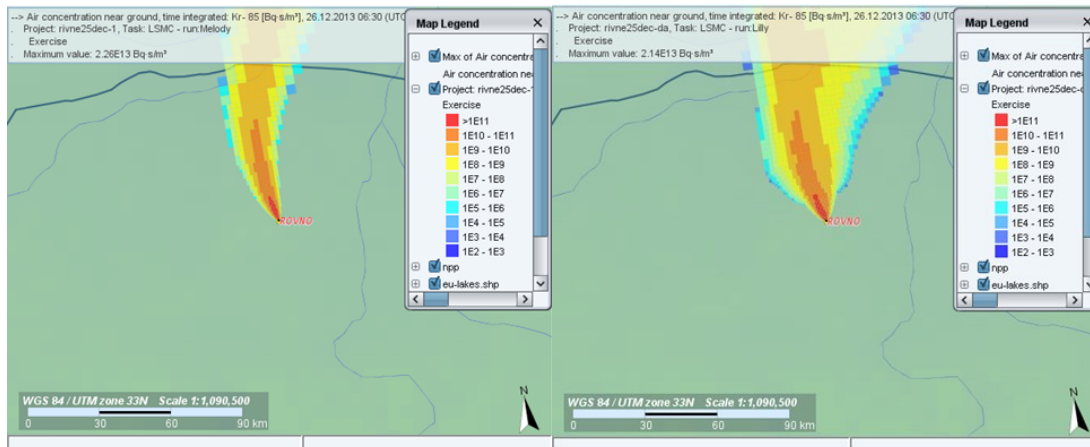 --> Air concentration near ground, time integrated: Kr- 85 [Bq·s/m³], 26.12.2013 06:30 (UTC
. Project: rivne25dec-1, Task: LSMC - run:Melody
. Exercise
. Maximum value: 2.26E13 Bq·s/m³
Map Legend
Max of Air concentra
Air concentration nea
Project: rivne25dec-1
Exercise
>1E11
1E10 - 1E11
1E9 - 1E10
1E8 - 1E9
1E7 - 1E8
1E6 - 1E7
1E5 - 1E6
1E4 - 1E5
1E3 - 1E4
1E2 - 1E3
npp
eu-lakes.shp
ROVNO
WGS 84 / UTM zone 33N Scale 1:1,090,500
0 30 60 90 km
N
--> Air concentration near ground, time integrated: Kr- 85 [Bq·s/m³], 26.12.2013 06:30 (UTC
. Project: rivne25dec-da, Task: LSMC - run:Lilly
. Exercise
. Maximum value: 2.14E13 Bq·s/m³
Map Legend
Max of Air concentra
Air concentration nea
Project: rivne25dec-d
Exercise
>1E11
1E10 - 1E11
1E9 - 1E10
1E8 - 1E9
1E7 - 1E8
1E6 - 1E7
1E5 - 1E6
1E4 - 1E5
1E3 - 1E4
1E2 - 1E3
npp
eu-lakes.shp
ROVNO
WGS 84 / UTM zone 33N Scale 1:1,090,500
0 30 60 90 km
N